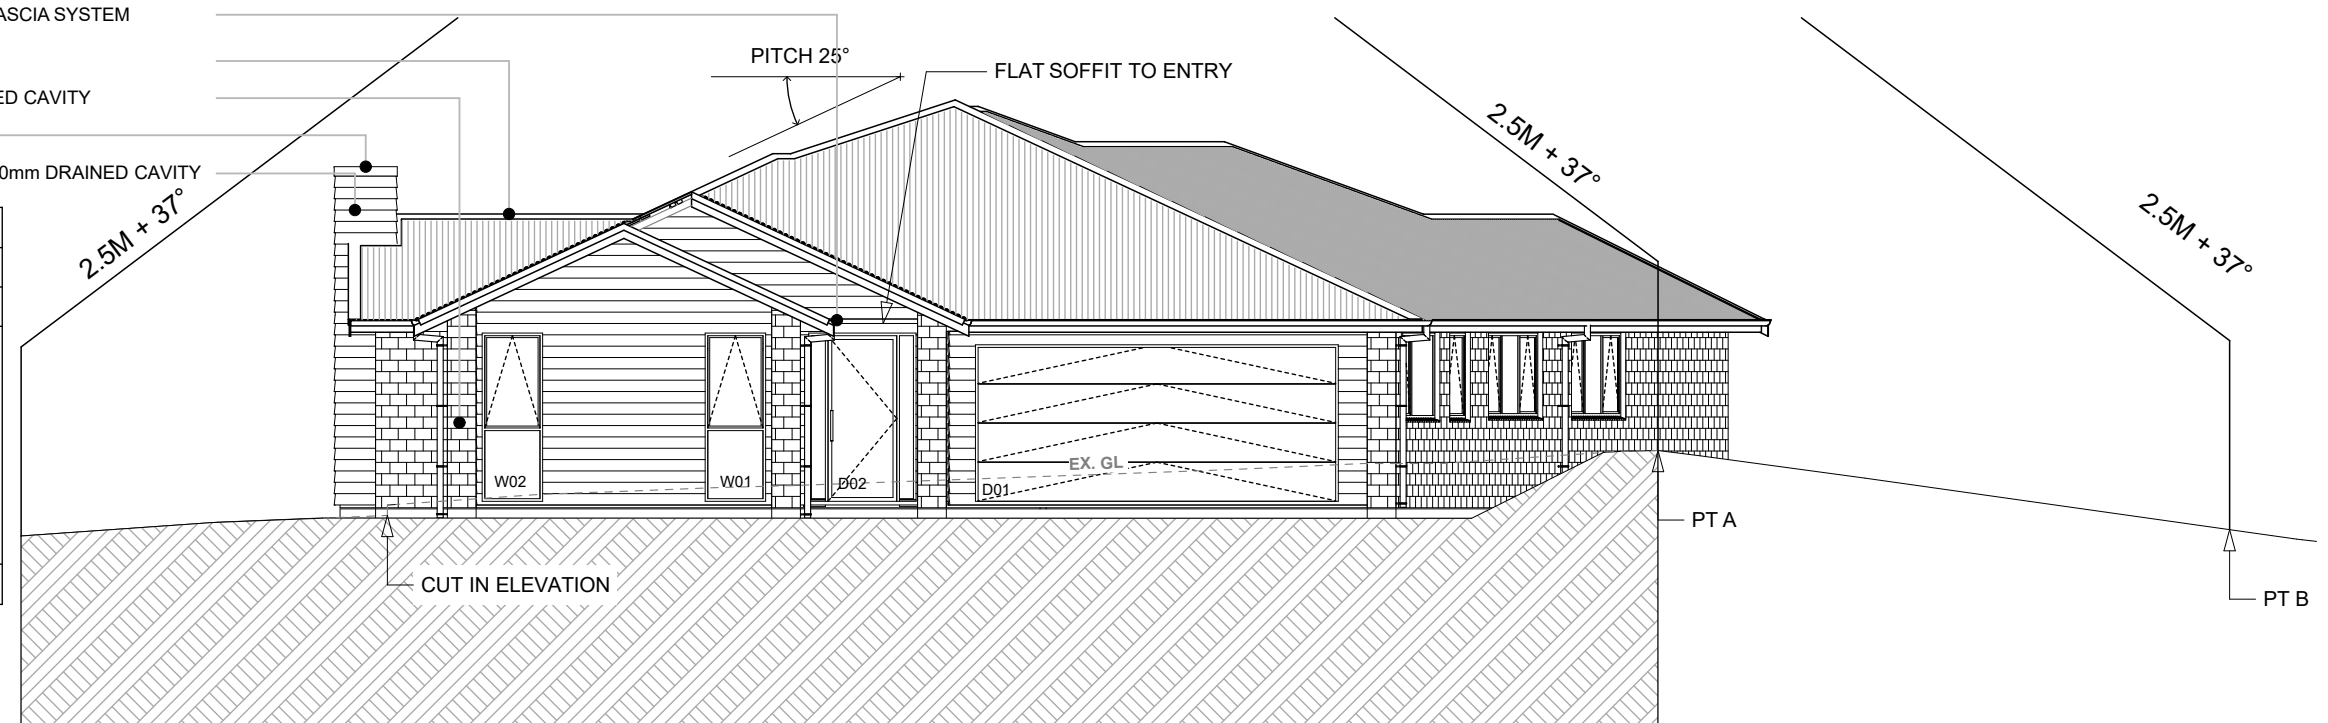 ASCIA SYSTEM
PITCH 25°
FLAT SOFFIT TO ENTRY
ED CAVITY
0mm DRAINED CAVITY
2.5M + 37°
2.5M + 37°
2.5M + 37°
EX. GL
W02
W01
D02
D01
PT A
CUT IN ELEVATION
PT B